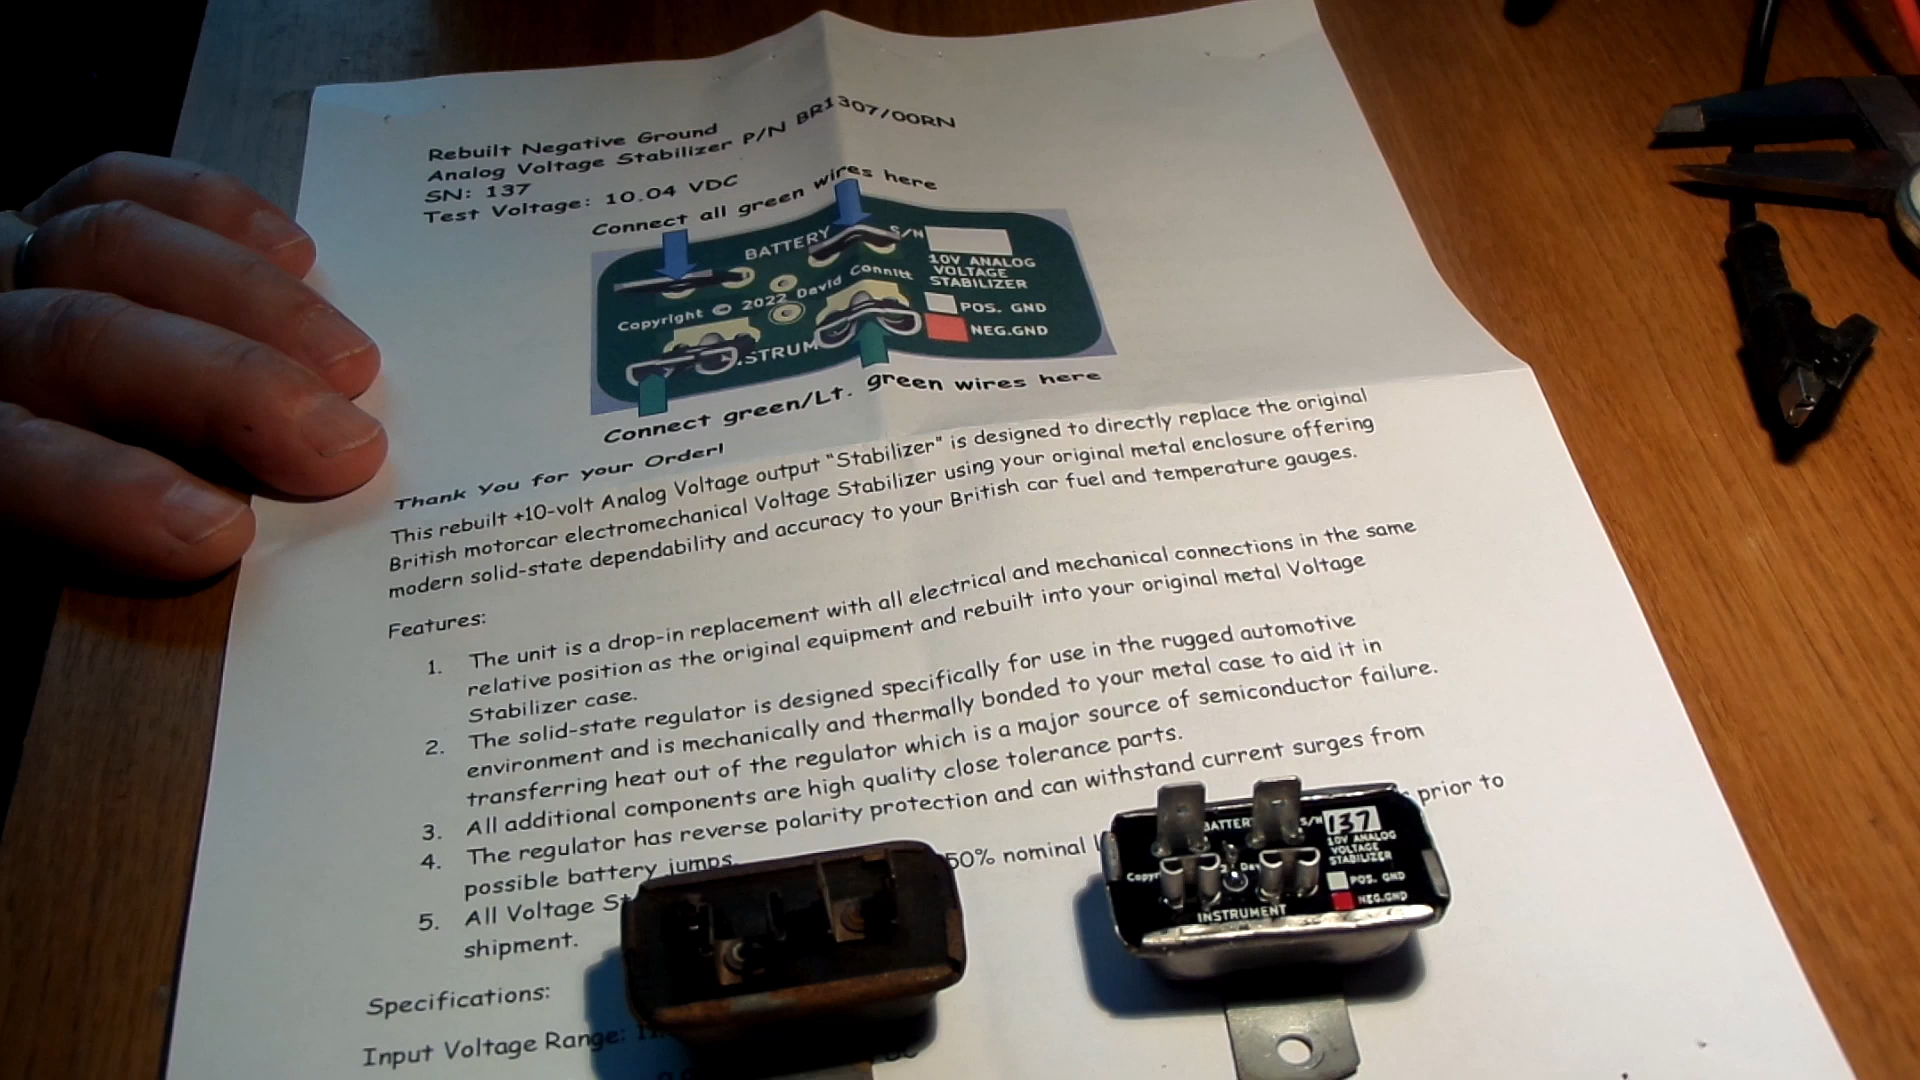 Rebuilt Negative Ground
Analog Voltage Stabilizer P/N BR1307/00RN
SN: 137
Test Voltage: 10.04 VDC
Connect all green wires here
BATTERY S/N
10V ANALOG
VOLTAGE
STABILIZER
Copyright © 2022 David Connitt
POS. GND
NEG.GND
STRUM
Connect green/Lt. green wires here
Thank You for your Order!
This rebuilt +10-volt Analog Voltage output "Stabilizer" is designed to directly replace the original
British motorcar electromechanical Voltage Stabilizer using your original metal enclosure offering
modern solid-state dependability and accuracy to your British car fuel and temperature gauges.
Features:
1. The unit is a drop-in replacement with all electrical and mechanical connections in the same
relative position as the original equipment and rebuilt into your original metal Voltage
Stabilizer case.
2. The solid-state regulator is designed specifically for use in the rugged automotive
environment and is mechanically and thermally bonded to your metal case to aid it in
transferring heat out of the regulator which is a major source of semiconductor failure.
3. All additional components are high quality close tolerance parts.
4. The regulator has reverse polarity protection and can withstand current surges from
possible battery jumps.
5. All Voltage St 50% nominal prior to
shipment.
Specifications:
Input Voltage Range:
BATTERY S/N 137
10V ANALOG
VOLTAGE
STABILIZER
Copyr
POS. GND
NEG.GND
INSTRUMENT